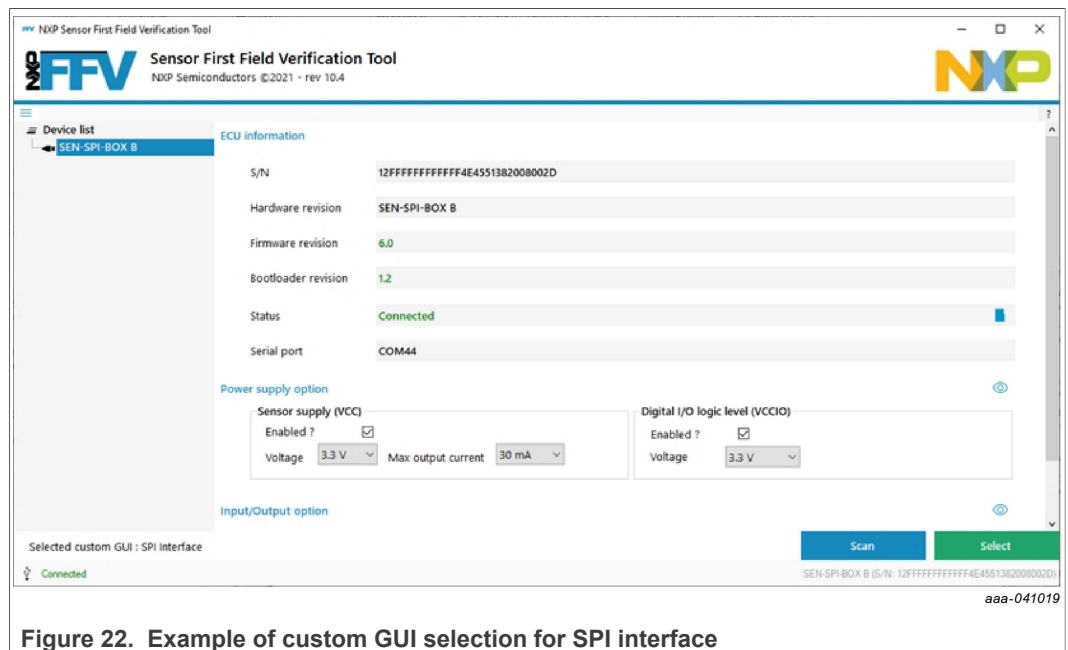 FFV NXP Sensor First Field Verification Tool
NXP FFV
Sensor First Field Verification Tool
NXP Semiconductors ©2021 - rev 10.4
NXP
?
Device list
SEN-SPI-BOX B
ECU information
S/N 12FFFFFFFFFFFF4E4551382008002D
Hardware revision SEN-SPI-BOX B
Firmware revision 6.0
Bootloader revision 1.2
Status Connected
Serial port COM44
Power supply option
Sensor supply (VCC)
Enabled ?
Voltage 3.3 V Max output current 30 mA
Digital I/O logic level (VCCIO)
Enabled ?
Voltage 3.3 V
Input/Output option
Selected custom GUI : SPI Interface
Scan Select
Connected
SEN-SPI-BOX B (S/N: 12FFFFFFFFFFFF4E4551382008002D)
aaa-041019
Figure 22. Example of custom GUI selection for SPI interface